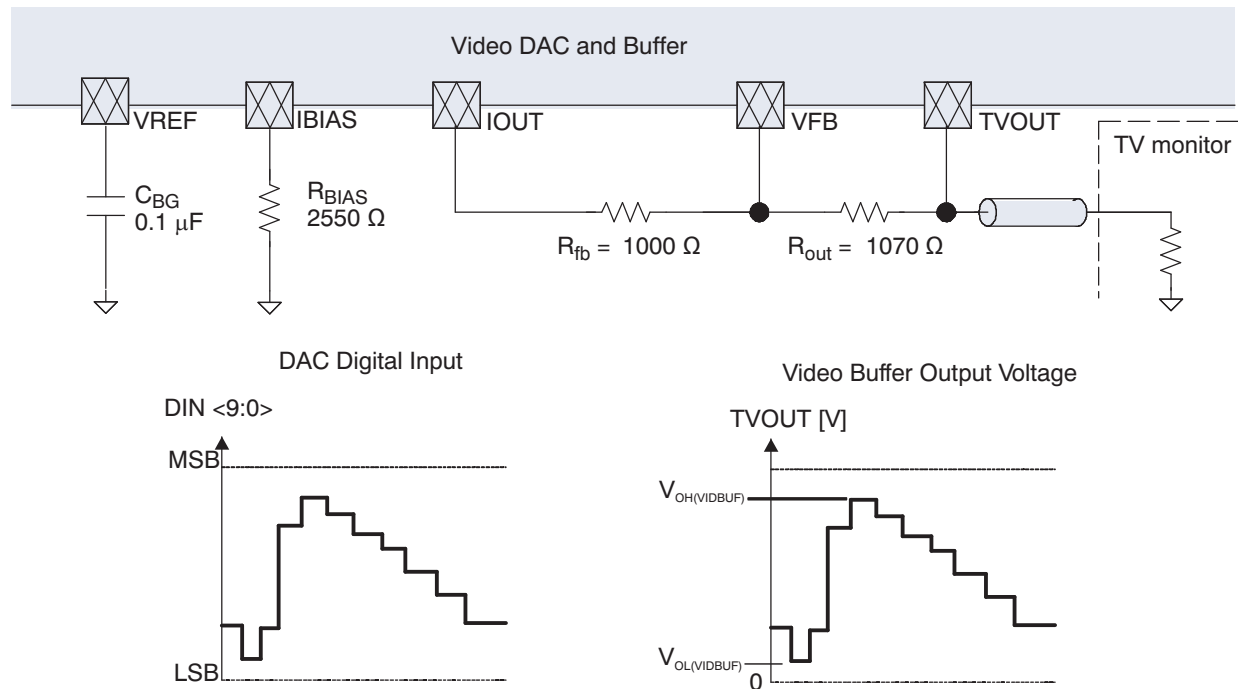 Video DAC and Buffer
VREF
IBIAS
IOUT
VFB
TVOUT
TV monitor
C_BG
0.1 μF
R_BIAS
2550 Ω
R_fb = 1000 Ω
R_out = 1070 Ω
DAC Digital Input
DIN <9:0>
MSB
LSB
Video Buffer Output Voltage
TVOUT [V]
V_OH(VIDBUF)
V_OL(VIDBUF)
0